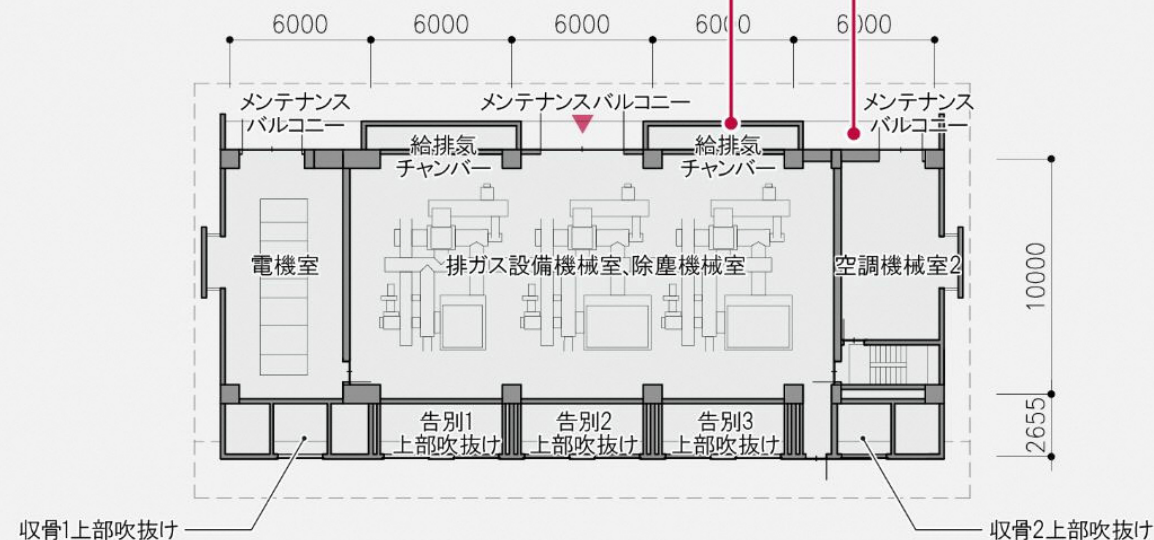 6000 6000 6000 6000 6000
メンテナンス
バルコニー
メンテナンスバルコニー
メンテナンス
バルコニー
給排気
チャンバー
給排気
チャンバー
電機室
排ガス設備機械室、除塵機械室
空調機械室2
10000
告別1
上部吹抜け
告別2
上部吹抜け
告別3
上部吹抜け
2655
収骨1上部吹抜け
収骨2上部吹抜け